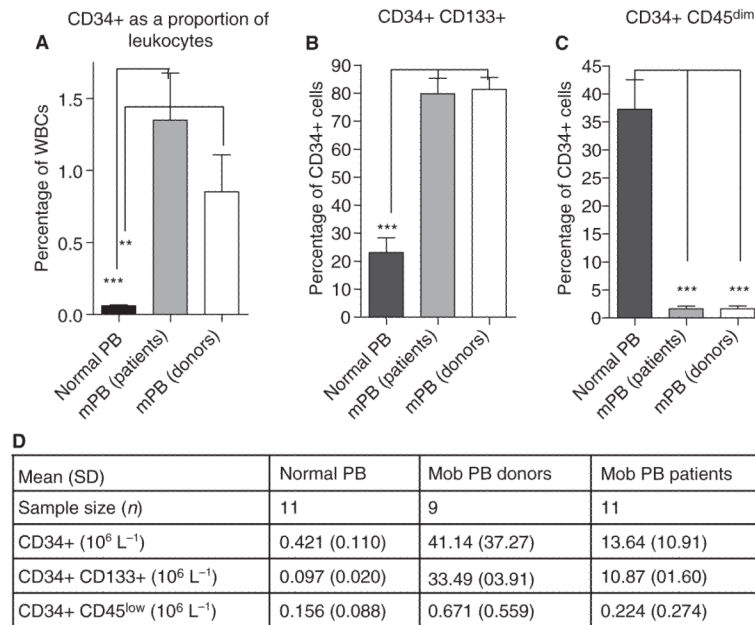 CD34+ as a proportion of
leukocytes
A
Percentage of WBCs
1.5
1.0
0.5
0.0
**
***
Normal PB
mPB (patients)
mPB (donors)
CD34+ CD133+
B
Percentage of CD34+ cells
90
80
70
60
50
40
30
20
10
0
***
Normal PB
mPB (patients)
mPB (donors)
CD34+ CD45dim
C
Percentage of CD34+ cells
45
40
35
30
25
20
15
10
5
0
***
***
Normal PB
mPB (patients)
mPB (donors)
D
Mean (SD) Normal PB Mob PB donors Mob PB patients
Sample size (n) 11 9 11
CD34+ (10⁶ L⁻¹) 0.421 (0.110) 41.14 (37.27) 13.64 (10.91)
CD34+ CD133+ (10⁶ L⁻¹) 0.097 (0.020) 33.49 (03.91) 10.87 (01.60)
CD34+ CD45low (10⁶ L⁻¹) 0.156 (0.088) 0.671 (0.559) 0.224 (0.274)